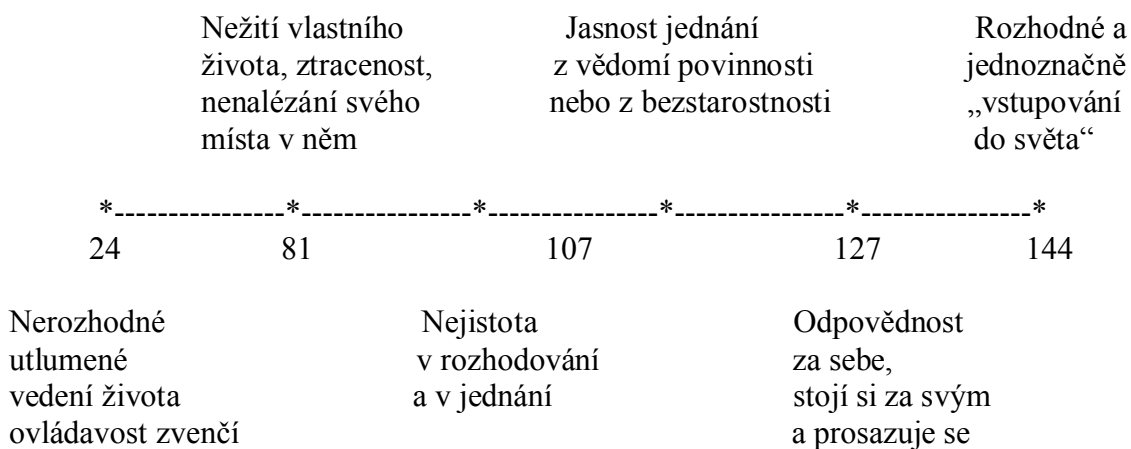 Nežití vlastního Jasnost jednání Rozhodné a
života, ztracenost, z vědomí povinnosti jednoznačně
nenalézání svého nebo z bezstarostnosti „vstupování
místa v něm do světa“
*----------------*----------------*----------------*----------------*----------------*
24 81 107 127 144
Nerozhodné Nejistota Odpovědnost
utlumené v rozhodování za sebe,
vedení života a v jednání stojí si za svým
ovládavost zvenčí a prosazuje se